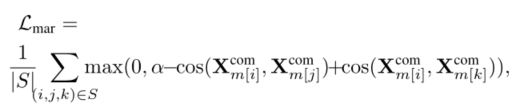 ℒ_mar =
1/|S| ∑_{(i,j,k)∈S} max(0, α−cos(𝐗^com_{m[i]}, 𝐗^com_{m[j]})+cos(𝐗^com_{m[i]}, 𝐗^com_{m[k]})),